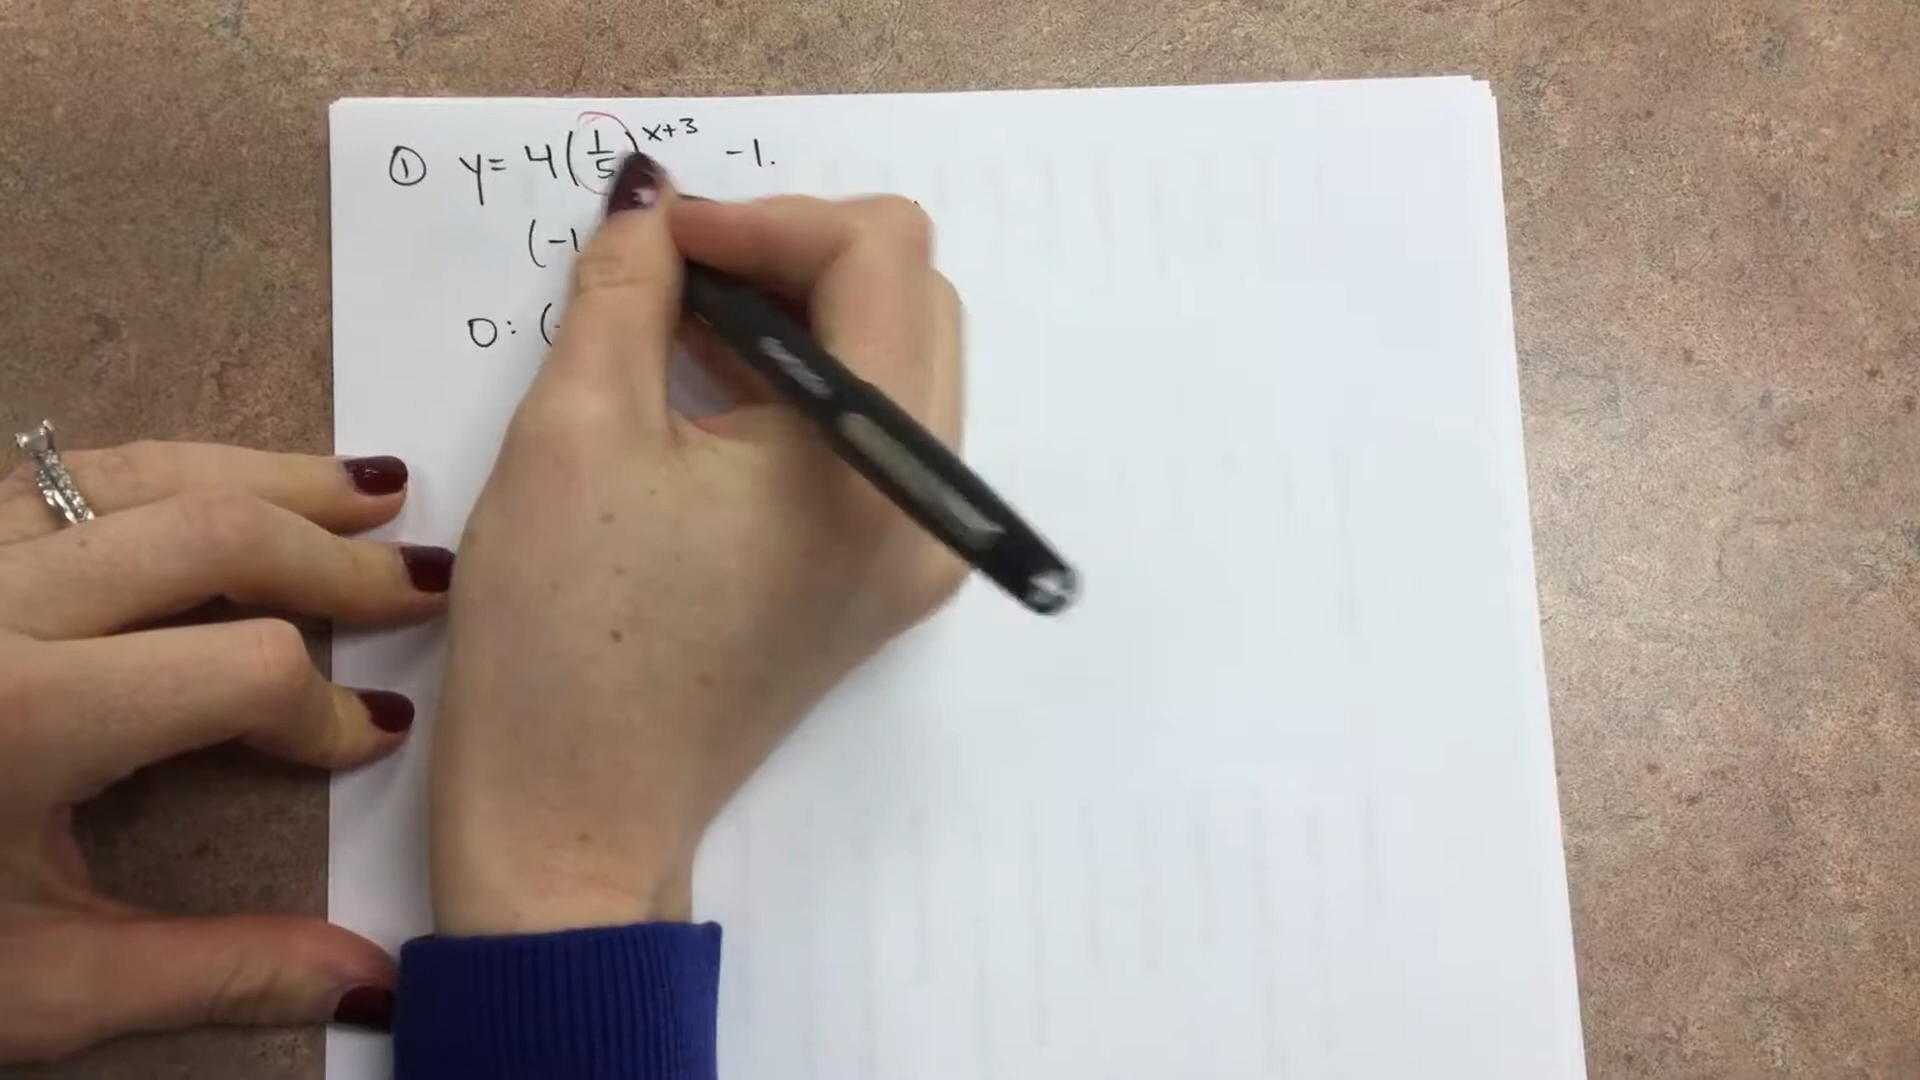 ① y= 4(1/5)^x+3 -1.
(-1
0: (-